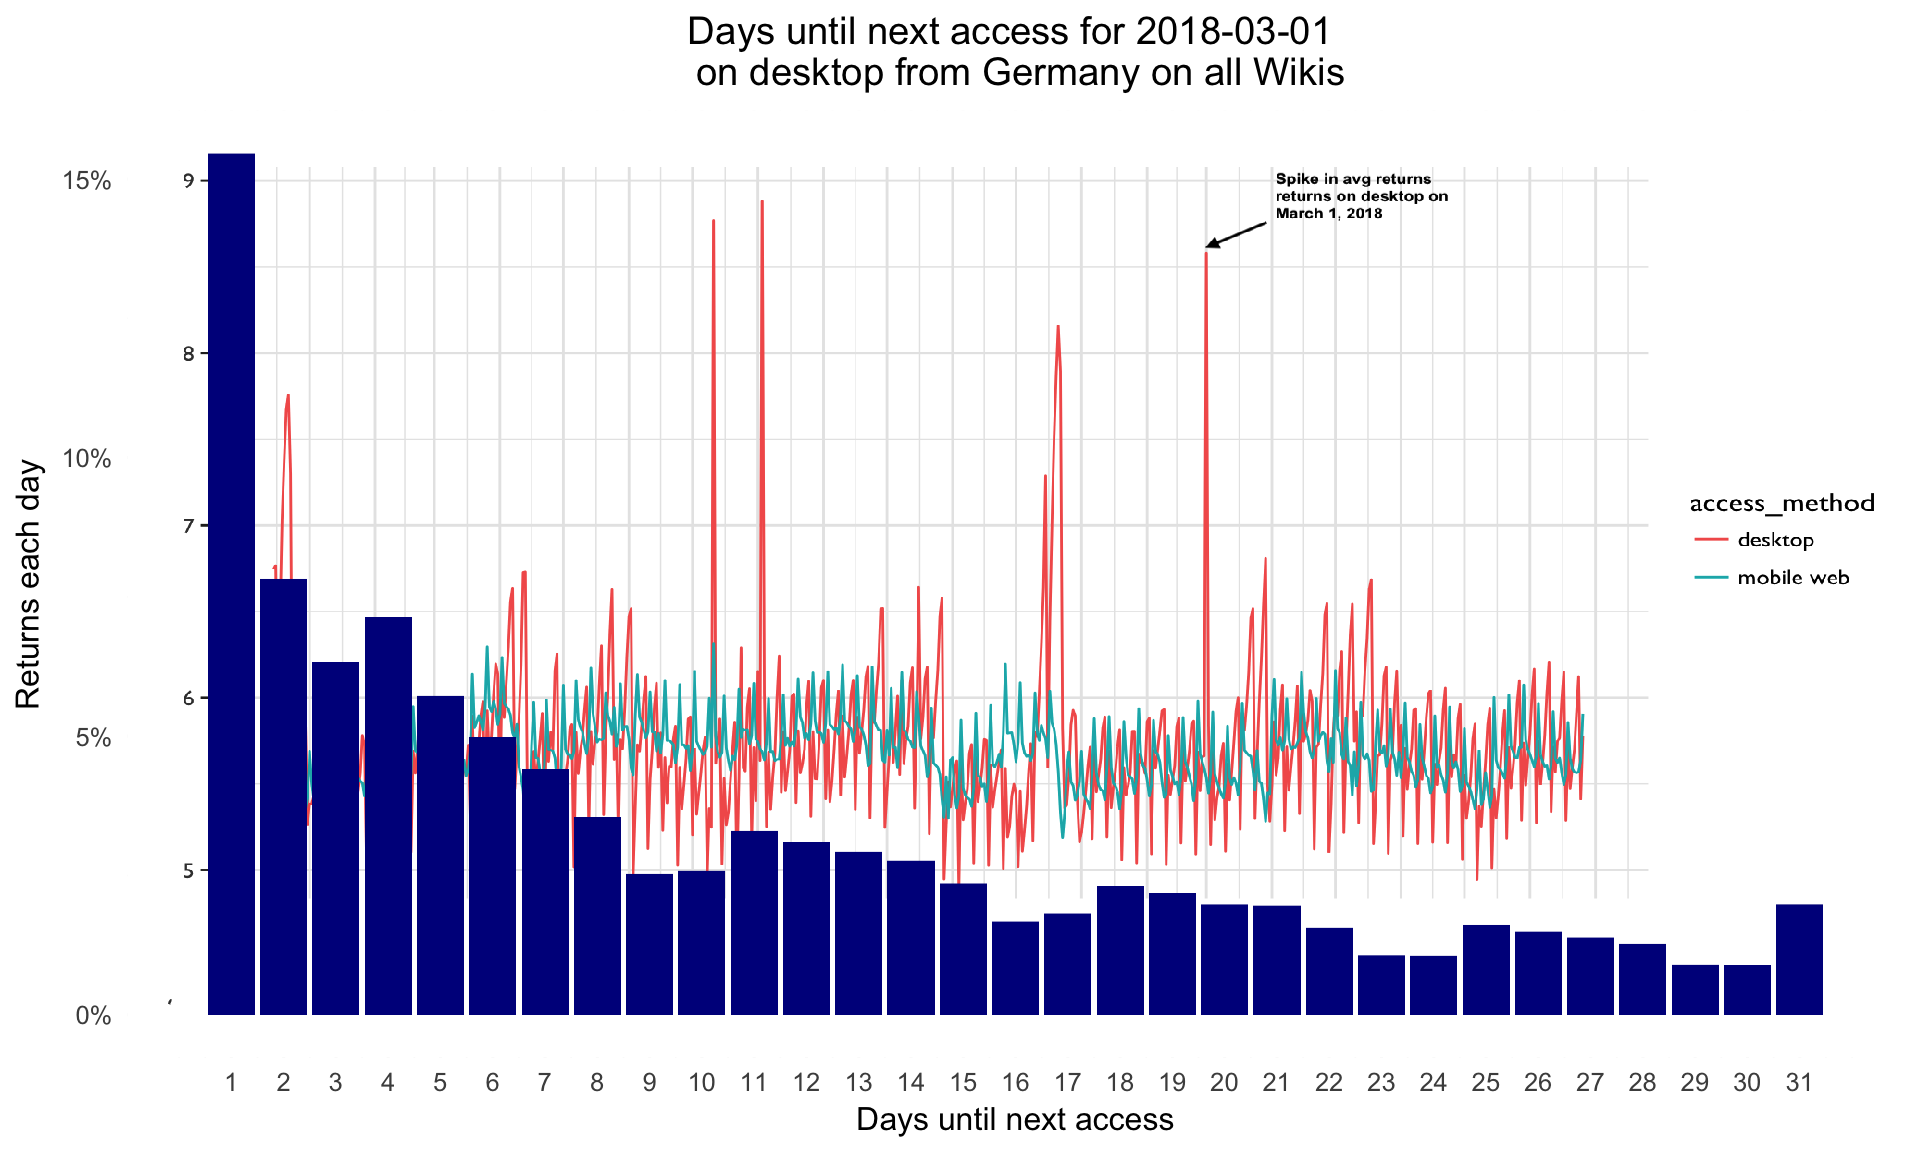 Days until next access for 2018-03-01
on desktop from Germany on all Wikis
15%
10%
5%
0%
Returns each day
9
8
7
6
5
Spike in avg returns
returns on desktop on
March 1, 2018
access_method
desktop
mobile web
1 2 3 4 5 6 7 8 9 10 11 12 13 14 15 16 17 18 19 20 21 22 23 24 25 26 27 28 29 30 31
Days until next access